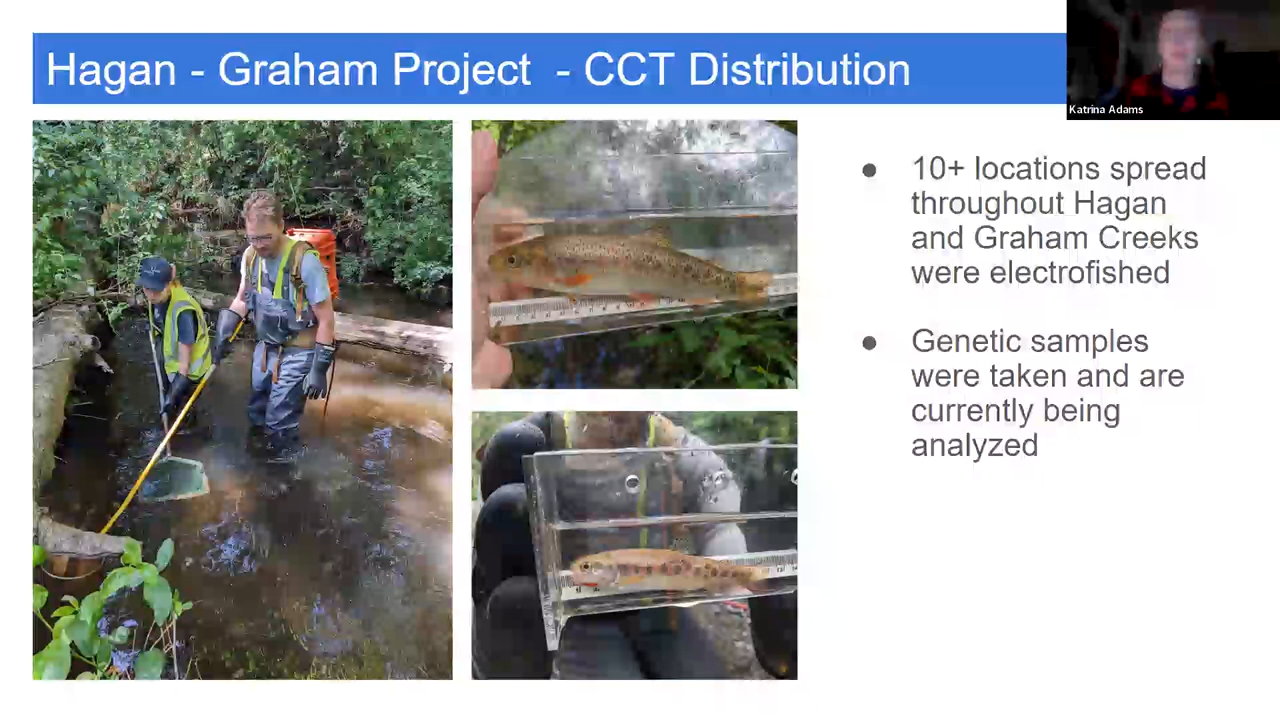 Hagan - Graham Project - CCT Distribution
Katrina Adams
● 10+ locations spread
throughout Hagan
and Graham Creeks
were electrofished
● Genetic samples
were taken and are
currently being
analyzed